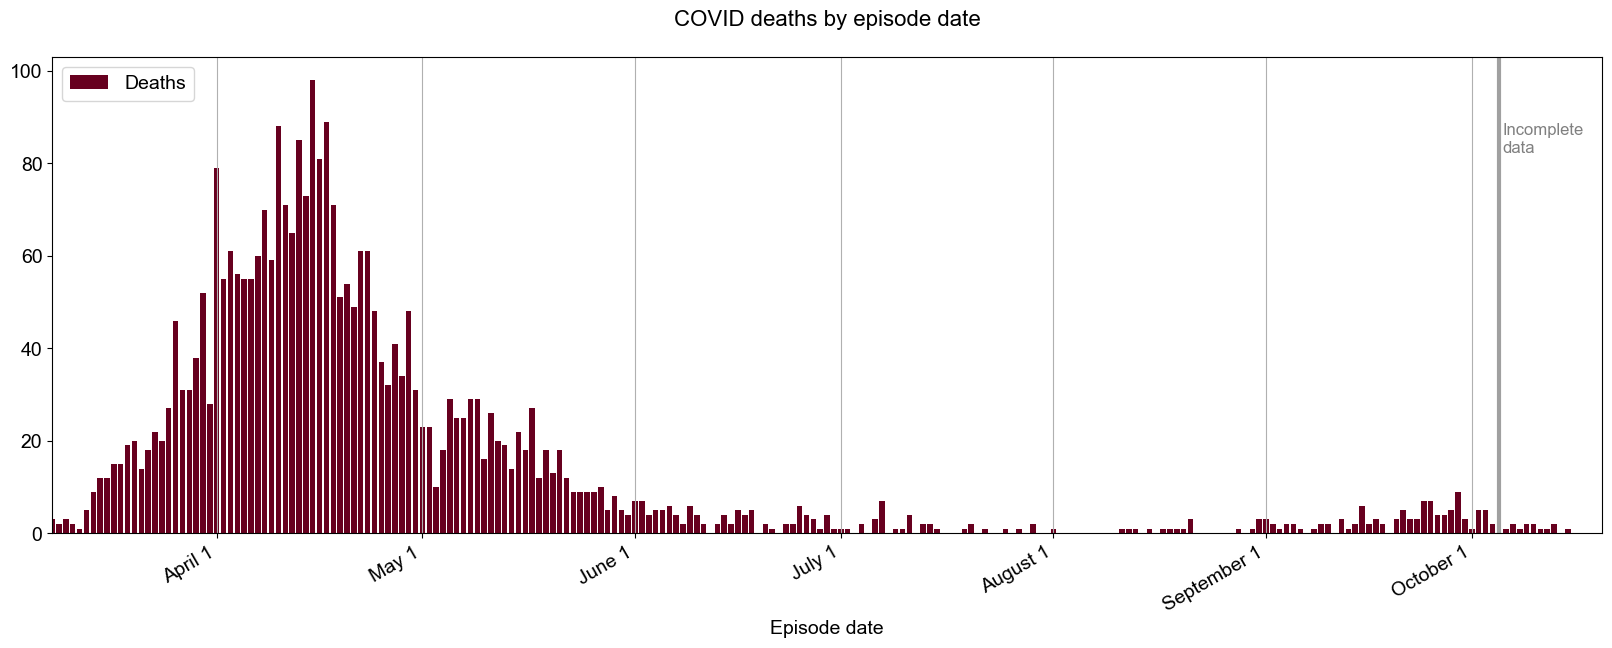 COVID deaths by episode date
100
80
60
40
20
0
Deaths
Incomplete
data
April 1
May 1
June 1
July 1
August 1
September 1
October 1
Episode date